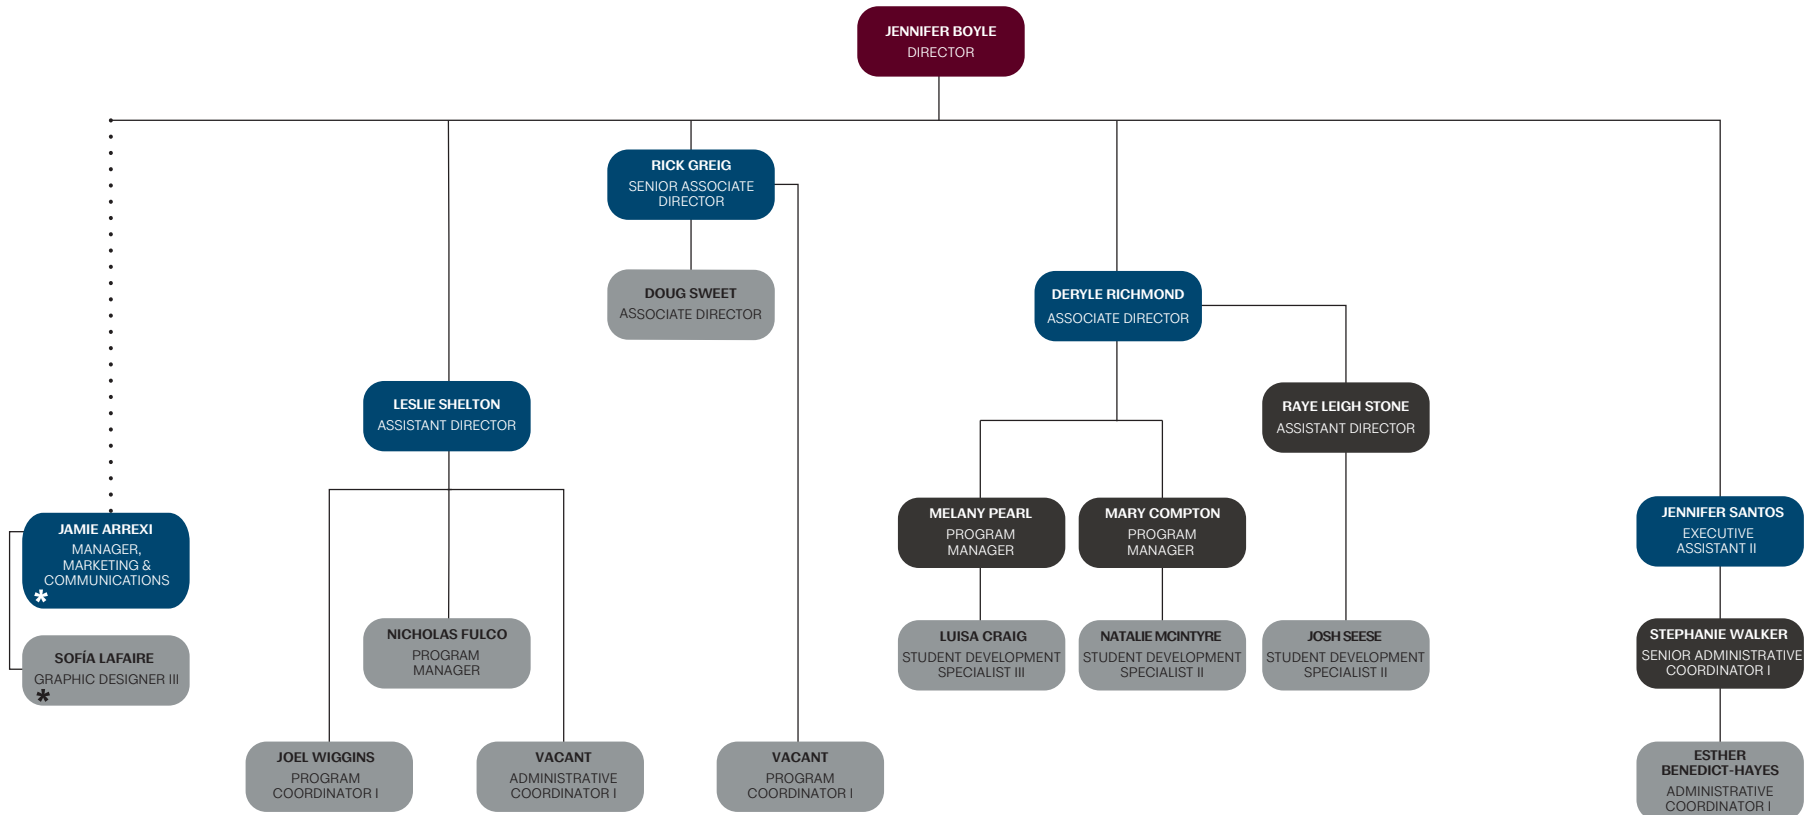 JENNIFER BOYLE
DIRECTOR
RICK GREIG
SENIOR ASSOCIATE
DIRECTOR
DOUG SWEET
ASSOCIATE DIRECTOR
DERYLE RICHMOND
ASSOCIATE DIRECTOR
LESLIE SHELTON
ASSISTANT DIRECTOR
RAYE LEIGH STONE
ASSISTANT DIRECTOR
JAMIE ARREXI
MANAGER,
MARKETING &
COMMUNICATIONS
*
MELANY PEARL
PROGRAM
MANAGER
MARY COMPTON
PROGRAM
MANAGER
JENNIFER SANTOS
EXECUTIVE
ASSISTANT II
SOFÍA LAFAIRE
GRAPHIC DESIGNER III
*
NICHOLAS FULCO
PROGRAM
MANAGER
LUISA CRAIG
STUDENT DEVELOPMENT
SPECIALIST III
NATALIE MCINTYRE
STUDENT DEVELOPMENT
SPECIALIST II
JOSH SEESE
STUDENT DEVELOPMENT
SPECIALIST II
STEPHANIE WALKER
SENIOR ADMINISTRATIVE
COORDINATOR I
JOEL WIGGINS
PROGRAM
COORDINATOR I
VACANT
ADMINISTRATIVE
COORDINATOR I
VACANT
PROGRAM
COORDINATOR I
ESTHER
BENEDICT-HAYES
ADMINISTRATIVE
COORDINATOR I